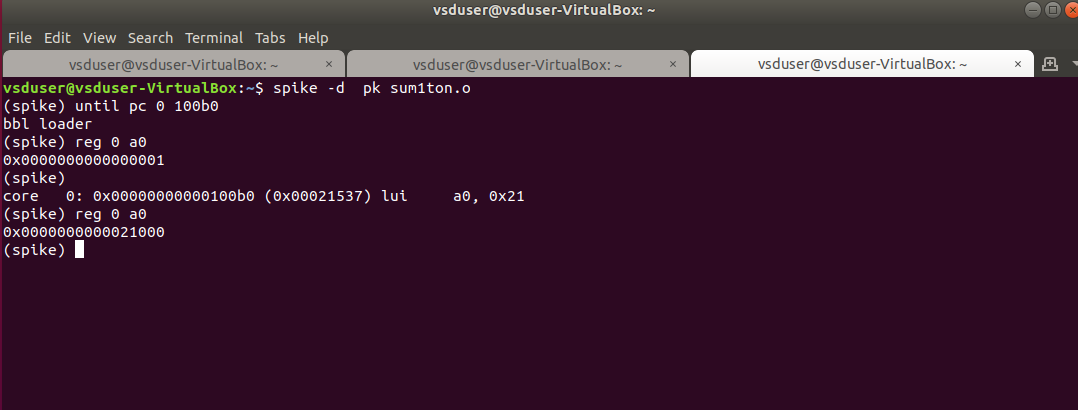 vsduser@vsduser-VirtualBox: ~
File Edit View Search Terminal Tabs Help
vsduser@vsduser-VirtualBox: ~ × vsduser@vsduser-VirtualBox: ~ × vsduser@vsduser-VirtualBox: ~ ×
vsduser@vsduser-VirtualBox:~$ spike -d  pk sum1ton.o
(spike) until pc 0 100b0
bbl loader
(spike) reg 0 a0
0x0000000000000001
(spike)
core   0: 0x00000000000100b0 (0x00021537) lui     a0, 0x21
(spike) reg 0 a0
0x0000000000021000
(spike)